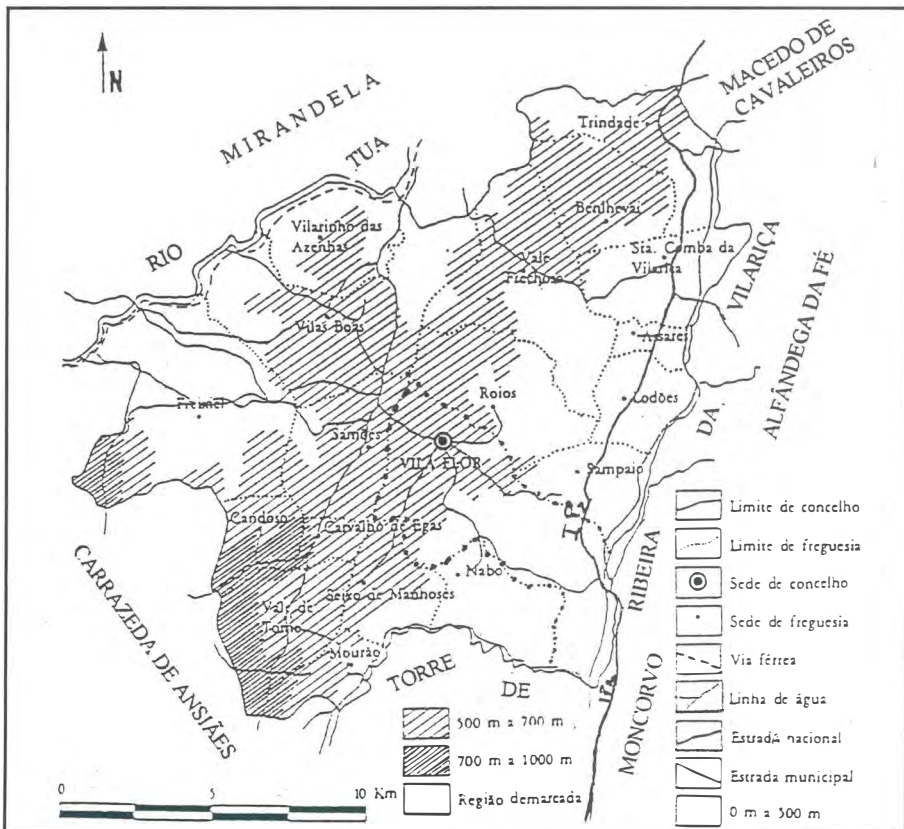 N
MACEDO DE
CAVALEIROS
MIRANDELA
Trindade
TUA
Benlhevai
Vilarinho das
Azenhas
RIO
Sta. Comba da
Vilariça
Vale
Frechoso
VILARIÇA
Vilas Boas
Assares
ALFÂNDEGA DA FÉ
Freixiel
Roios
Lodões
DA
Samões
VILA FLOR
Sampaio
Candoso
Carvalho de Egas
RIBEIRA
Nabo
Seixo de Manhoses
Vale de
Torno
Mourão
CARRAZEDA DE ANSIÃES
TORRE
DE
MONCORVO
Limite de concelho
Limite de freguesia
Sede de concelho
Sede de freguesia
Via férrea
Linha de água
Estrada nacional
Estrada municipal
0 m a 500 m
500 m a 700 m
700 m a 1000 m
Região demarcada
0 5 10 Km